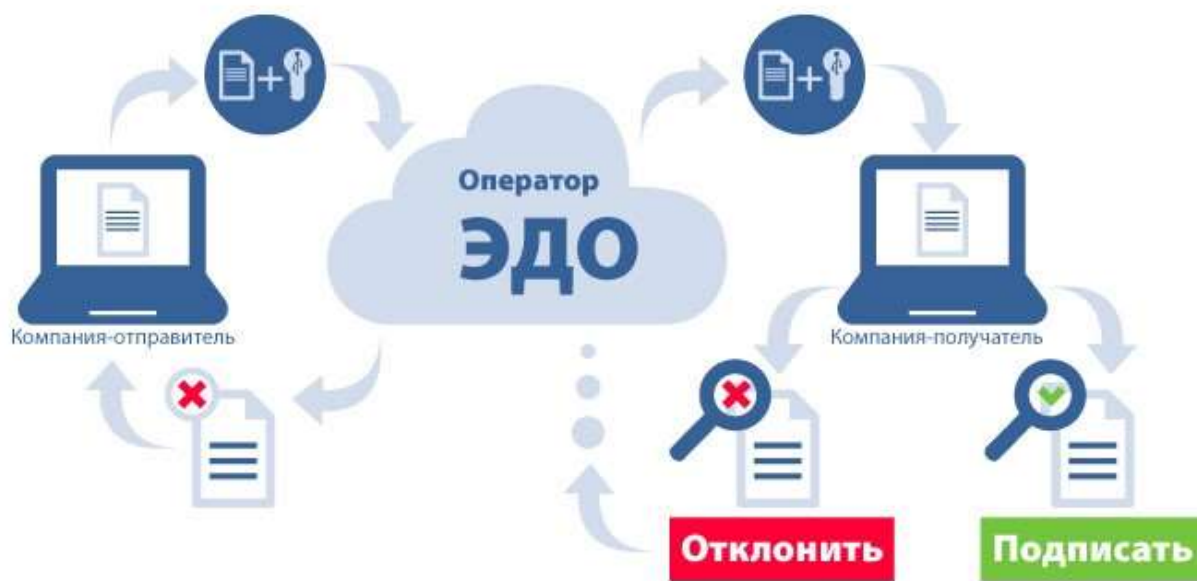 Оператор
ЭДО
Компания-отправитель
Компания-получатель
Отклонить
Подписать